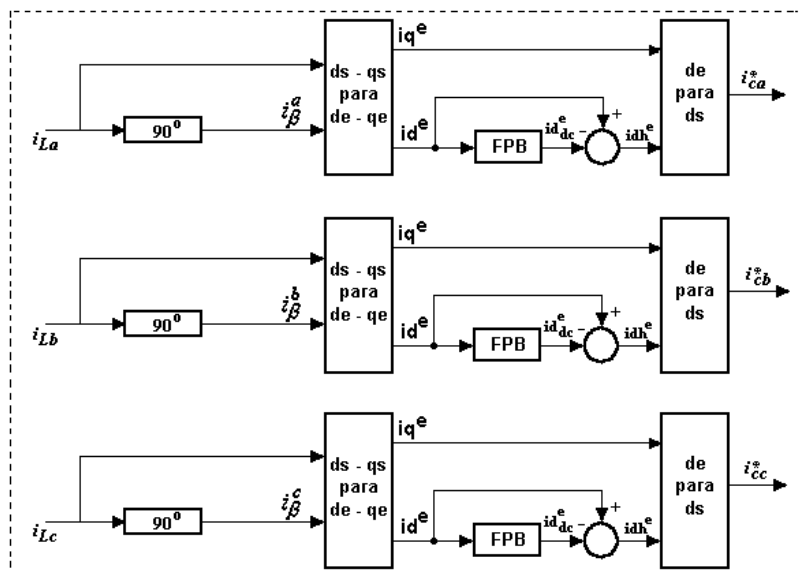 iq^e
ds - qs
para
de - qe
de
para
ds
i*ca
i^a_β
90°
+
id^e
FPB
id^e_dc
-
idh^e
i_La
iq^e
ds - qs
para
de - qe
de
para
ds
i*cb
i^b_β
90°
+
id^e
FPB
id^e_dc
-
idh^e
i_Lb
iq^e
ds - qs
para
de - qe
de
para
ds
i*cc
i^c_β
90°
+
id^e
FPB
id^e_dc
-
idh^e
i_Lc